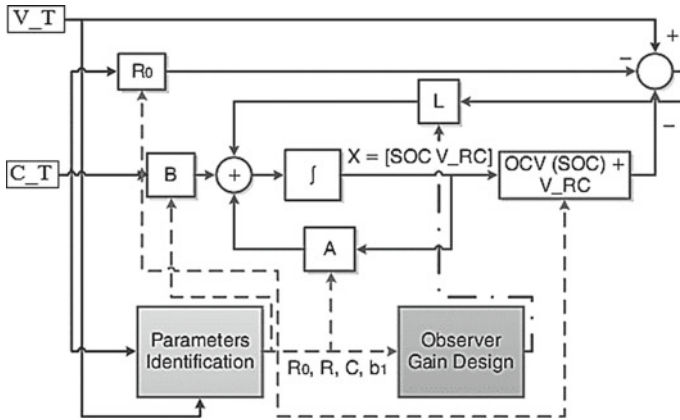 V_T
+
R0
−
L
−
C_T
B
+
∫
X = [SOC V_RC]
OCV (SOC) +
V_RC
A
Parameters
Identification
R0, R, C, b1
Observer
Gain Design